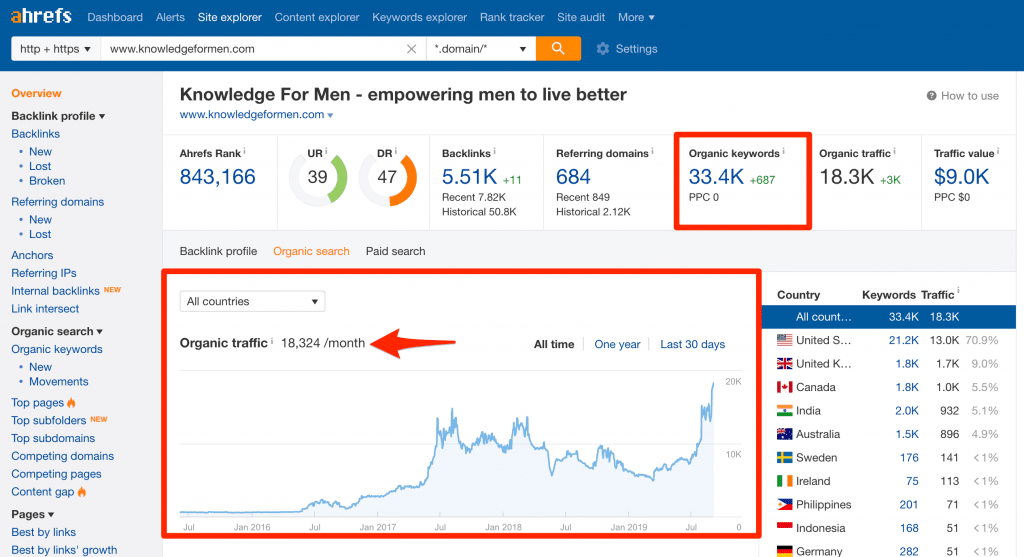 ahrefs Dashboard Alerts Site explorer Content explorer Keywords explorer Rank tracker Site audit More ▼
http + https ▼ www.knowledgeformen.com × *.domain/* ▼ Settings
Overview
Backlink profile ▼
Backlinks
• New
• Lost
• Broken
Referring domains
• New
• Lost
Anchors
Referring IPs
Internal backlinks NEW
Link intersect
Organic search ▼
Organic keywords
• New
• Movements
Top pages
Top subfolders NEW
Top subdomains
Competing domains
Competing pages
Content gap
Pages ▼
Best by links
Best by links' growth
Knowledge For Men - empowering men to live better
How to use
www.knowledgeformen.com ▼
Ahrefs Rank i
843,166
UR i
39
DR i
47
Backlinks i
5.51K +11
Recent 7.82K
Historical 50.8K
Referring domains i
684
Recent 849
Historical 2.12K
Organic keywords i
33.4K +687
PPC 0
Organic traffic i
18.3K +3K
Traffic value i
$9.0K
PPC $0
Backlink profile Organic search Paid search
All countries ▼
Organic traffic i 18,324 /month
All time One year Last 30 days
20K
10K
0
Jul Jan 2016 Jul Jan 2017 Jul Jan 2018 Jul Jan 2019 Jul
Country Keywords Traffic i
All count... 33.4K 18.3K
United S... 21.2K 13.0K 70.9%
United K... 1.8K 1.7K 9.0%
Canada 1.8K 1.0K 5.5%
India 2.0K 932 5.1%
Australia 1.5K 896 4.9%
Sweden 176 141 <1%
Ireland 75 113 <1%
Philippines 201 71 <1%
Indonesia 168 51 <1%
Germany 282 51 <1%